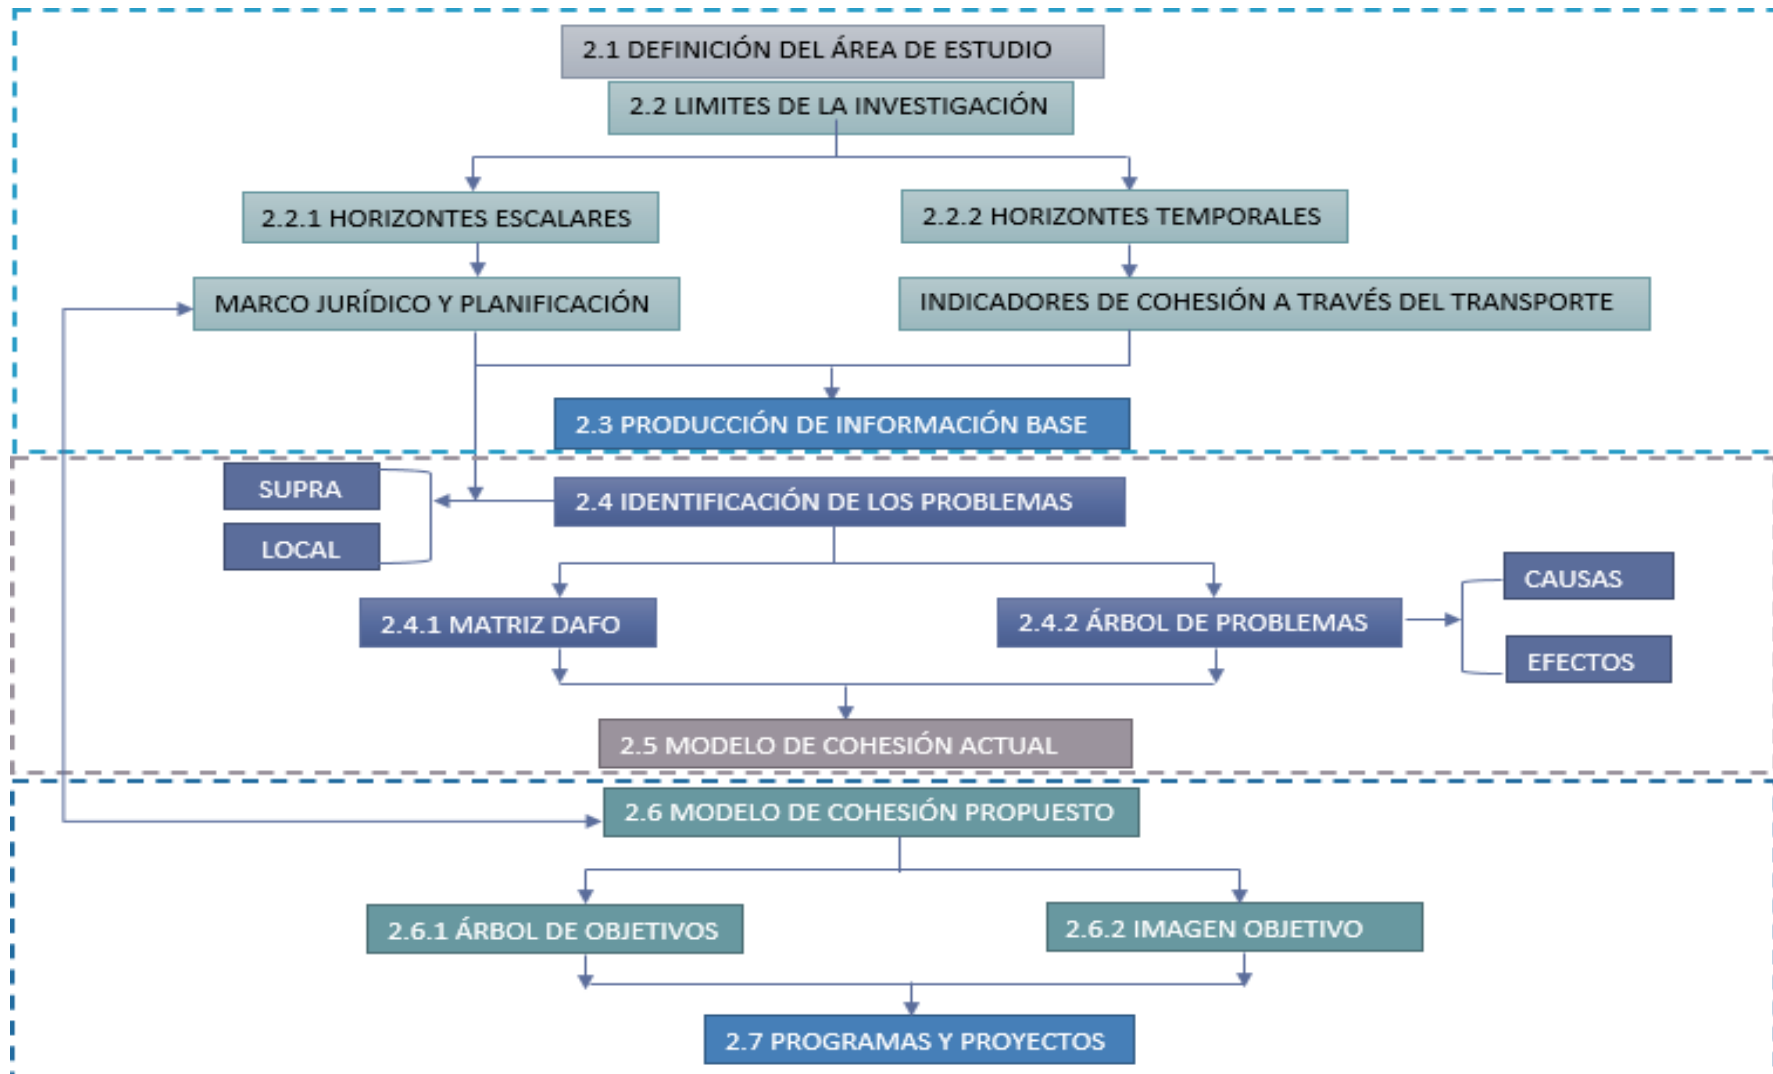 2.1 DEFINICIÓN DEL ÁREA DE ESTUDIO
2.2 LIMITES DE LA INVESTIGACIÓN
2.2.1 HORIZONTES ESCALARES
2.2.2 HORIZONTES TEMPORALES
MARCO JURÍDICO Y PLANIFICACIÓN
INDICADORES DE COHESIÓN A TRAVÉS DEL TRANSPORTE
2.3 PRODUCCIÓN DE INFORMACIÓN BASE
SUPRA
2.4 IDENTIFICACIÓN DE LOS PROBLEMAS
LOCAL
CAUSAS
2.4.1 MATRIZ DAFO
2.4.2 ÁRBOL DE PROBLEMAS
EFECTOS
2.5 MODELO DE COHESIÓN ACTUAL
2.6 MODELO DE COHESIÓN PROPUESTO
2.6.1 ÁRBOL DE OBJETIVOS
2.6.2 IMAGEN OBJETIVO
2.7 PROGRAMAS Y PROYECTOS